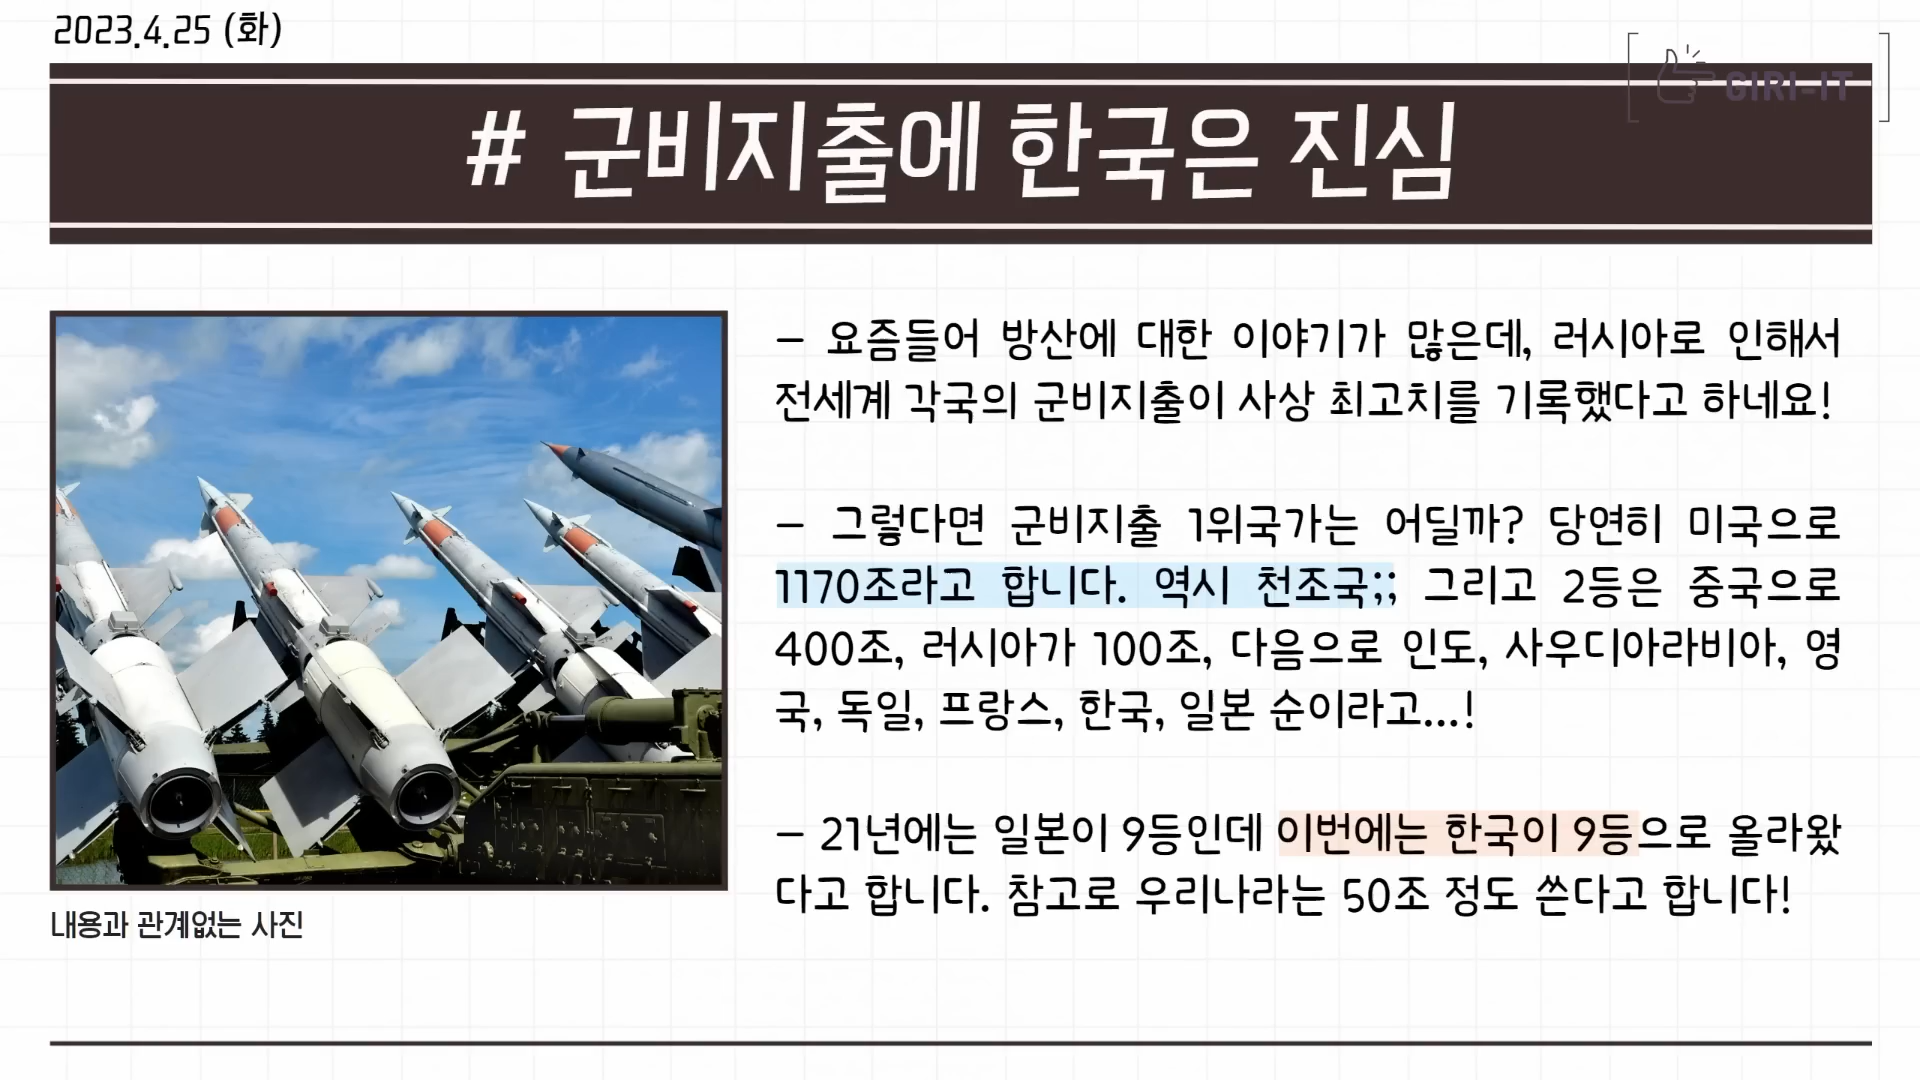 2023.4.25 (화)
GIRI-IT
# 군비지출에 한국은 진심
– 요즘들어 방산에 대한 이야기가 많은데, 러시아로 인해서
전세계 각국의 군비지출이 사상 최고치를 기록했다고 하네요!
– 그렇다면 군비지출 1위국가는 어딜까? 당연히 미국으로
1170조라고 합니다. 역시 천조국;; 그리고 2등은 중국으로
400조, 러시아가 100조, 다음으로 인도, 사우디아라비아, 영
국, 독일, 프랑스, 한국, 일본 순이라고...!
– 21년에는 일본이 9등인데 이번에는 한국이 9등으로 올라왔
다고 합니다. 참고로 우리나라는 50조 정도 쓴다고 합니다!
내용과 관계없는 사진